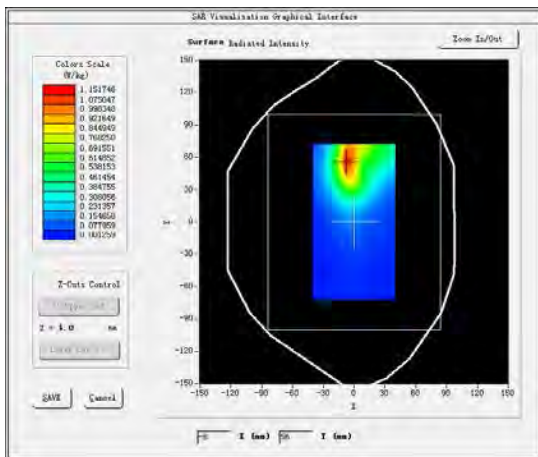 SAR Visualisation Graphical Interface
Surface Radiated Intensity
Zoom In/Out
Colors Scale
(W/kg)
1.151746
1.075047
0.998348
0.921649
0.844949
0.768250
0.691551
0.614852
0.538153
0.461454
0.384755
0.308056
0.231357
0.154658
0.077959
0.001259
Z-Cuts Control
Z = 1.0
SAVE
Cancel
150
120
90
60
30
0
-30
-60
-90
-120
-150
-150 -120 -90 -60 -30 0 30 60 90 120 150
X
-8 X (mm) 56 Y (mm)